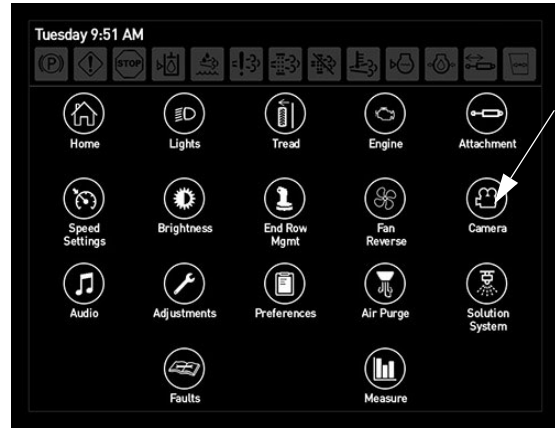 Tuesday 9:51 AM
P STOP
Home Lights Tread Engine Attachment
Speed Settings Brightness End Row Mgmt Fan Reverse Camera
Audio Adjustments Preferences Air Purge Solution System
Faults Measure